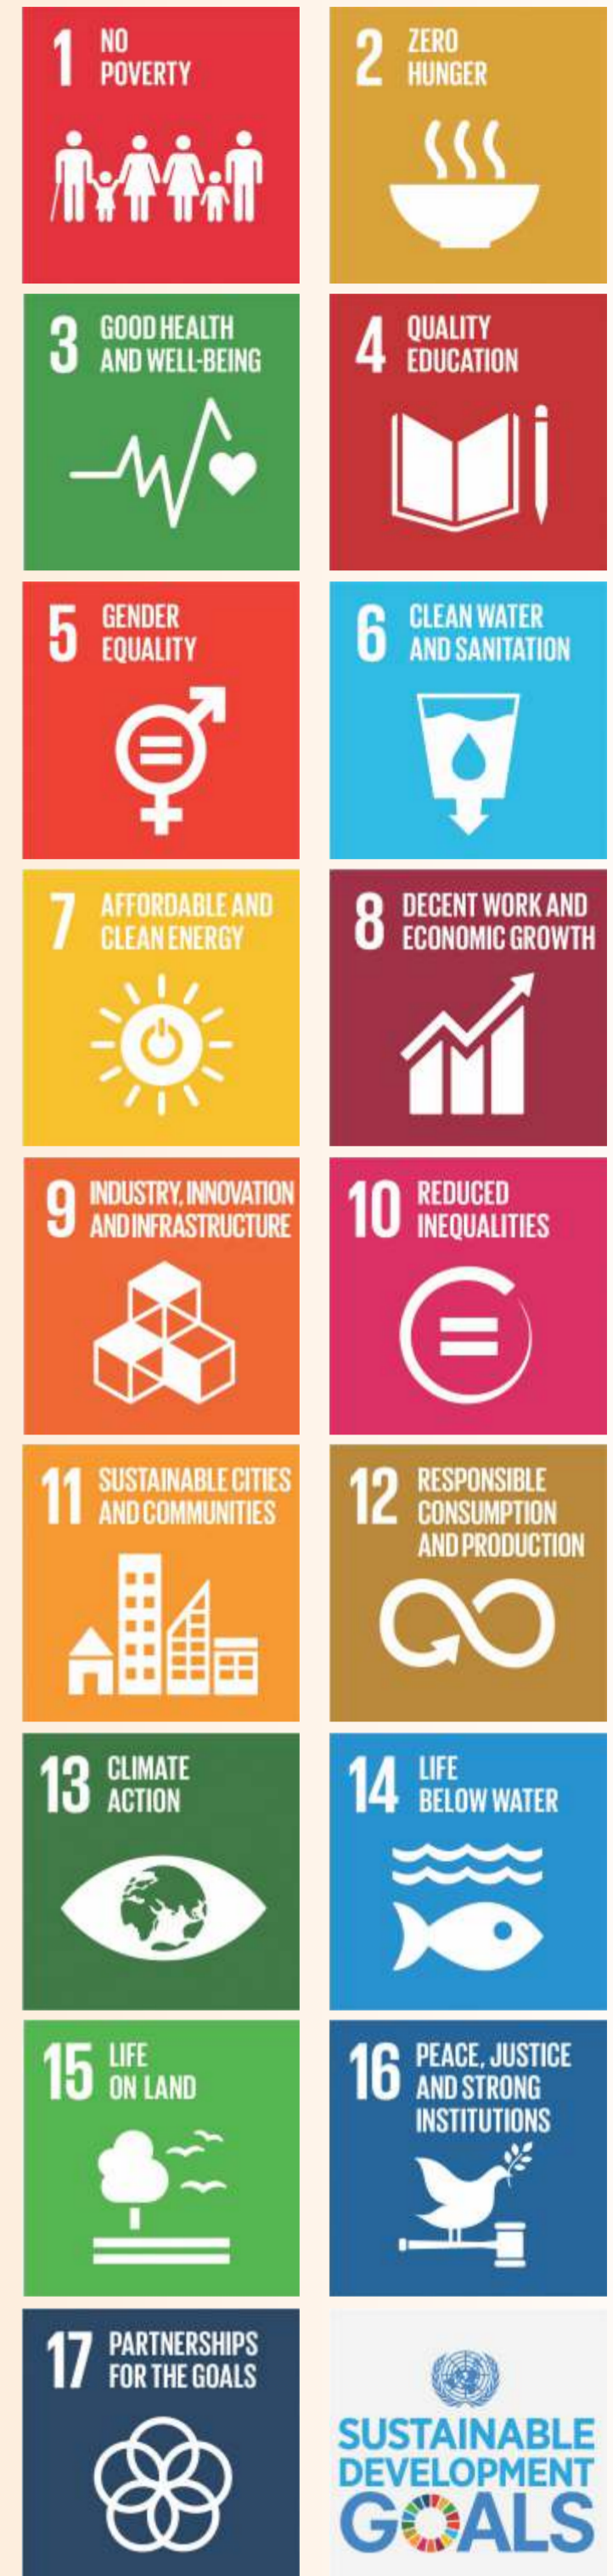 1 NO
POVERTY
2 ZERO
HUNGER
3 GOOD HEALTH
AND WELL-BEING
4 QUALITY
EDUCATION
5 GENDER
EQUALITY
6 CLEAN WATER
AND SANITATION
7 AFFORDABLE AND
CLEAN ENERGY
8 DECENT WORK AND
ECONOMIC GROWTH
9 INDUSTRY, INNOVATION
AND INFRASTRUCTURE
10 REDUCED
INEQUALITIES
11 SUSTAINABLE CITIES
AND COMMUNITIES
12 RESPONSIBLE
CONSUMPTION
AND PRODUCTION
13 CLIMATE
ACTION
14 LIFE
BELOW WATER
15 LIFE
ON LAND
16 PEACE, JUSTICE
AND STRONG
INSTITUTIONS
17 PARTNERSHIPS
FOR THE GOALS
SUSTAINABLE
DEVELOPMENT
GOALS